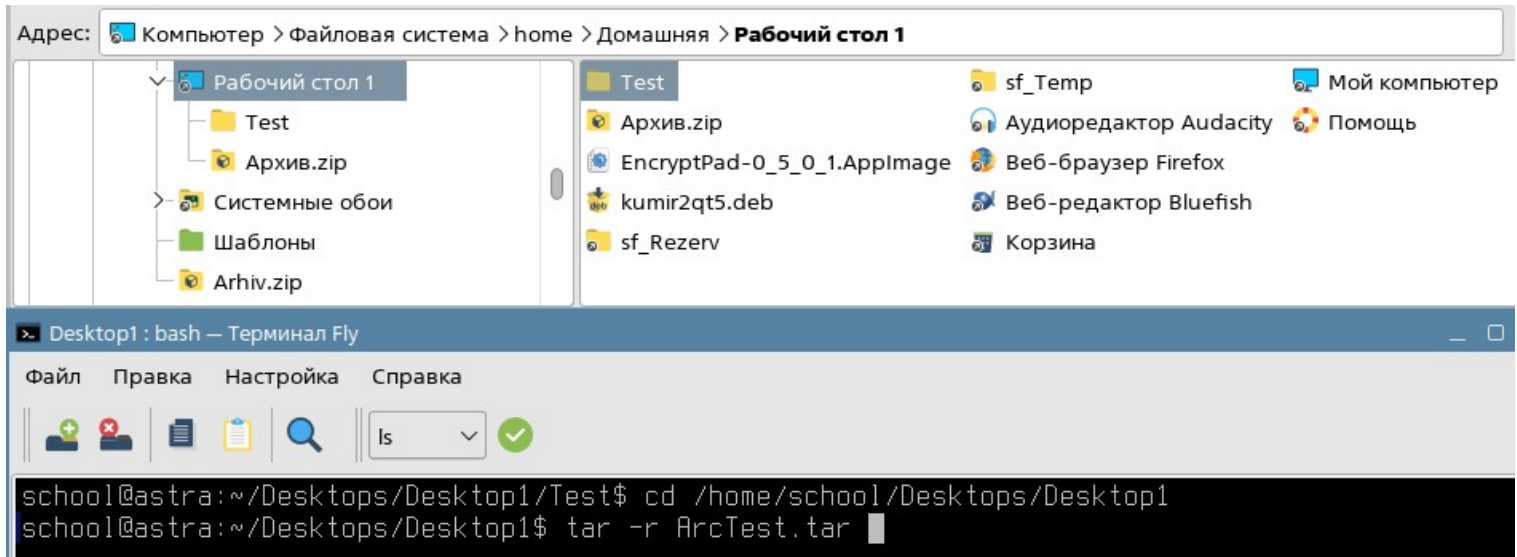 Адрес: Компьютер > Файловая система > home > Домашняя > Рабочий стол 1
Рабочий стол 1
Test
Архив.zip
Системные обои
Шаблоны
Arhiv.zip
Test
Архив.zip
EncryptPad-0_5_0_1.AppImage
kumir2qt5.deb
sf_Rezerv
sf_Temp
Аудиоредактор Audacity
Веб-браузер Firefox
Веб-редактор Bluefish
Корзина
Мой компьютер
Помощь
Desktop1 : bash — Терминал Fly
Файл Правка Настройка Справка
ls
school@astra:~/Desktops/Desktop1/Test$ cd /home/school/Desktops/Desktop1
school@astra:~/Desktops/Desktop1$ tar -r ArcTest.tar